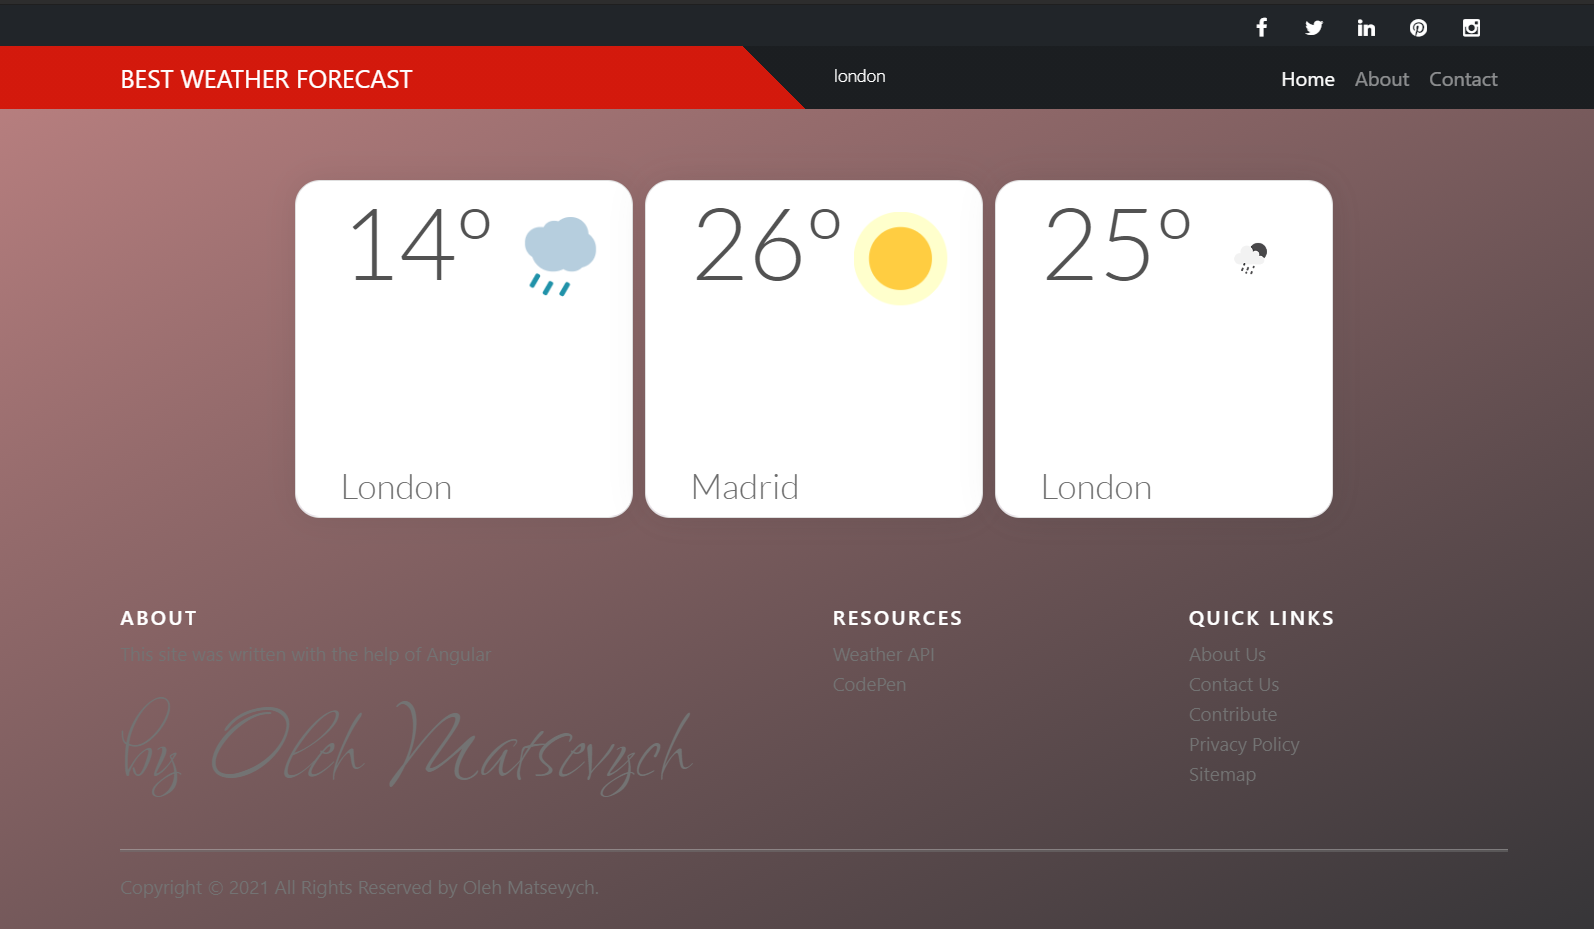 BEST WEATHER FORECAST
london
Home About Contact
14°
London
26°
Madrid
25°
London
ABOUT
This site was written with the help of Angular
by Oleh Matsevych
RESOURCES
Weather API
CodePen
QUICK LINKS
About Us
Contact Us
Contribute
Privacy Policy
Sitemap
Copyright © 2021 All Rights Reserved by Oleh Matsevych.